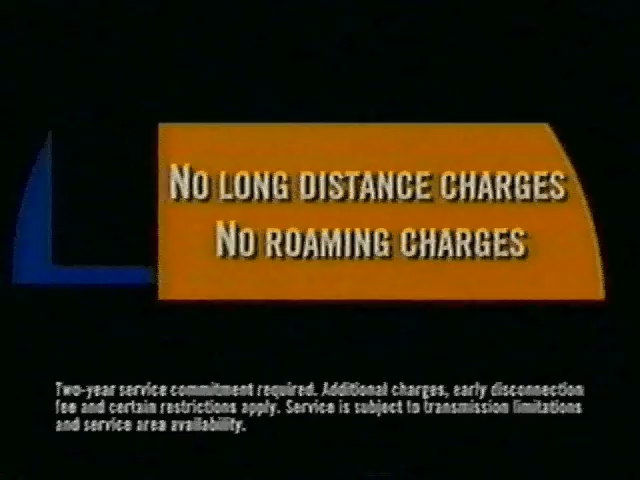 No long distance charges
No roaming charges
Two-year service commitment required. Additional charges, early disconnection
fee and certain restrictions apply. Service is subject to transmission limitations
and service area availability.